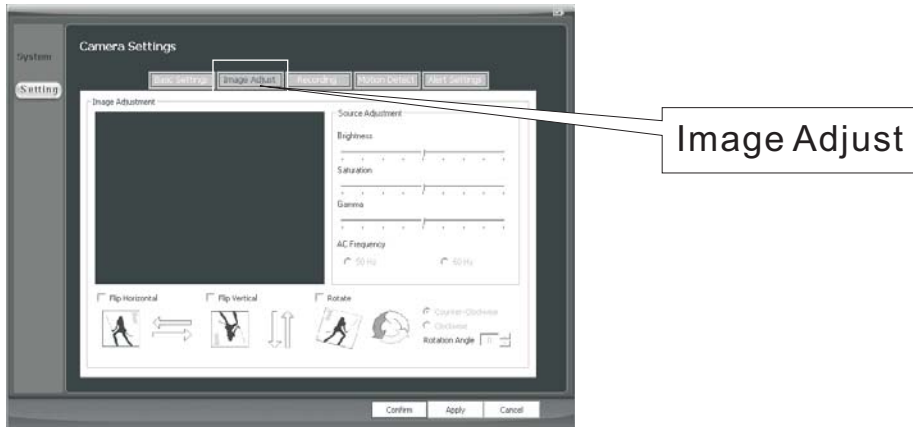 Camera Settings
System
Setting
Basic Settings Image Adjust Recording Motion Detect Alert Settings
Image Adjust
Image Adjustment
Source Adjustment
Brightness
Saturation
Gamma
AC Frequency
50 Hz 60 Hz
Flip Horizontal Flip Vertical Rotate
Counter-Clockwise
Clockwise
Rotation Angle
Confirm Apply Cancel